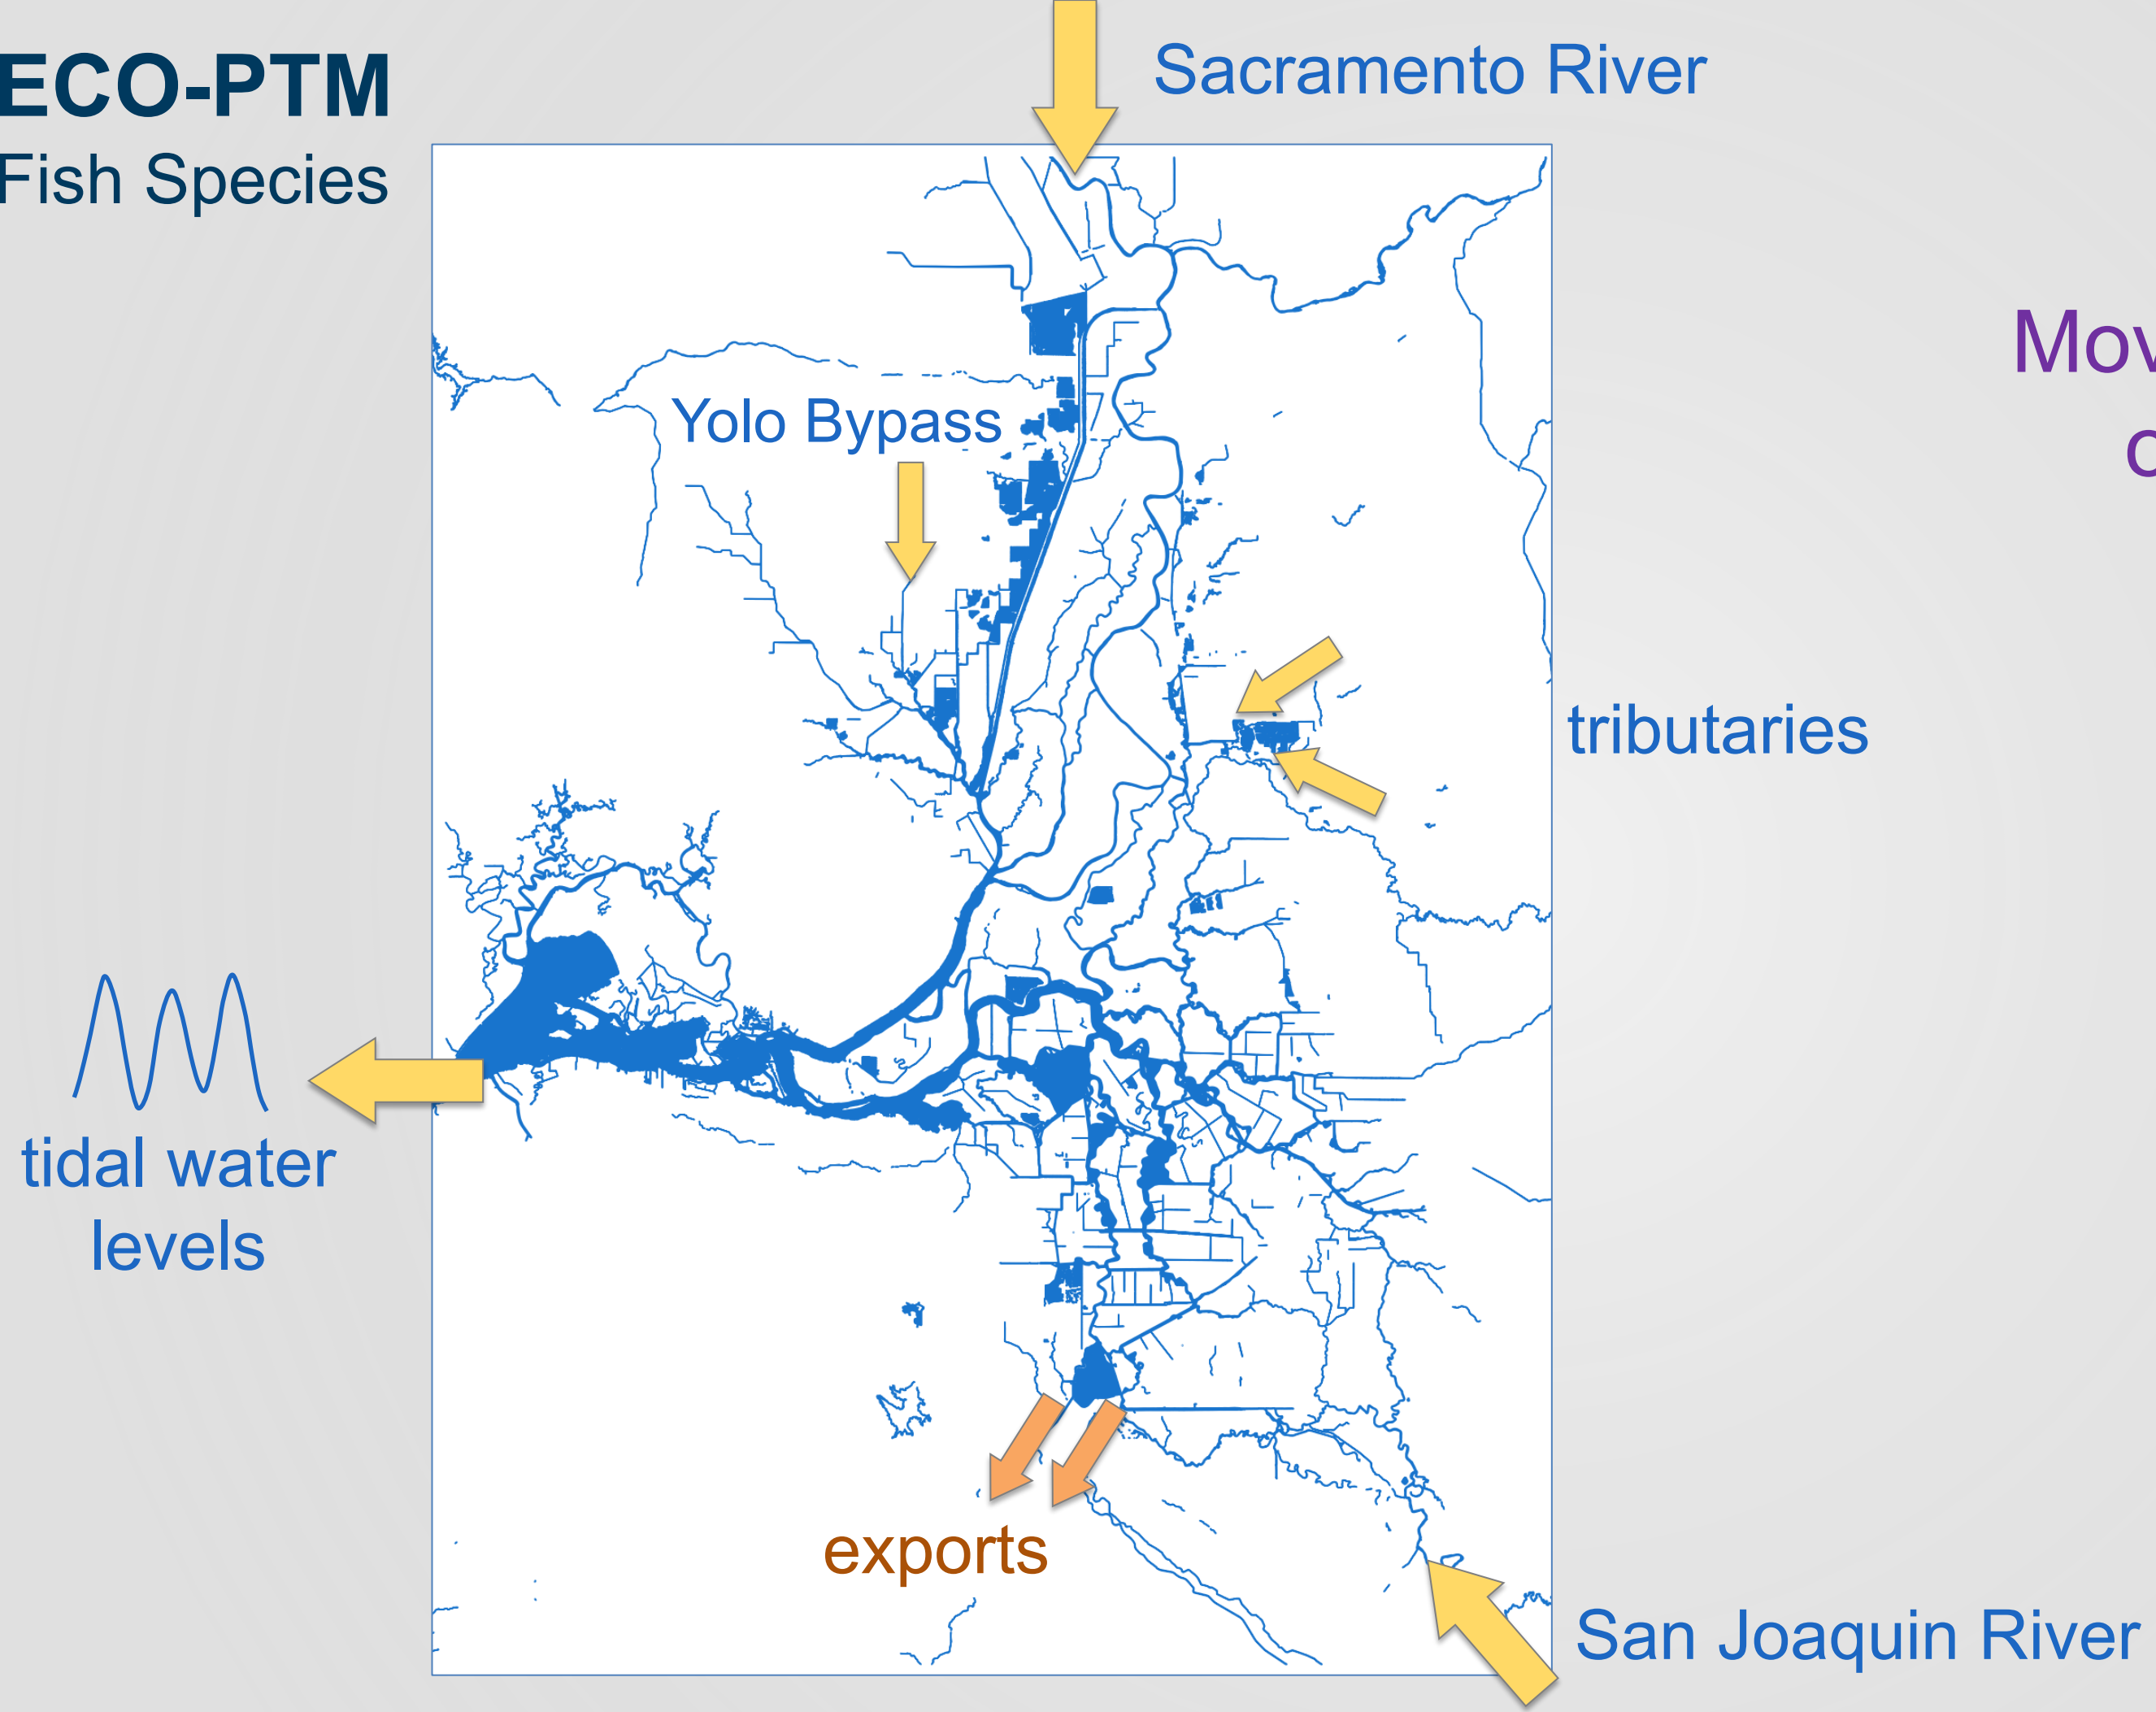 ECO-PTM
Fish Species
Sacramento River
Yolo Bypass
tributaries
tidal water
levels
exports
San Joaquin River